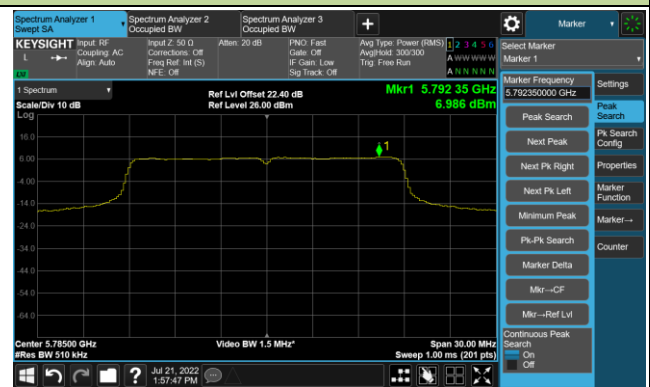 Spectrum Analyzer 1
Swept SA
Spectrum Analyzer 2
Occupied BW
Spectrum Analyzer 3
Occupied BW
+
Marker
KEYSIGHT
L
LXI
Input: RF
Coupling: AC
Align: Auto
Input Z: 50 Ω
Corrections: Off
Freq Ref: Int (S)
NFE: Off
Atten: 20 dB
PNO: Fast
Gate: Off
IF Gain: Low
Sig Track: Off
Avg Type: Power (RMS)
Avg|Hold: 300/300
Trig: Free Run
1 2 3 4 5 6
A W W W W W
A N N N N N
Select Marker
Marker 1
1 Spectrum
Scale/Div 10 dB
Log
Ref Lvl Offset 22.40 dB
Ref Level 26.00 dBm
Mkr1 5.792 35 GHz
6.986 dBm
1
16.0
6.00
-4.00
-14.0
-24.0
-34.0
-44.0
-54.0
-64.0
Center 5.78500 GHz
#Res BW 510 kHz
Video BW 1.5 MHz*
Span 30.00 MHz
Sweep 1.00 ms (201 pts)
Marker Frequency
5.792350000 GHz
Peak Search
Next Peak
Next Pk Right
Next Pk Left
Minimum Peak
Pk-Pk Search
Marker Delta
Mkr→CF
Mkr→Ref Lvl
Continuous Peak
Search
On
Off
Settings
Peak
Search
Pk Search
Config
Properties
Marker
Function
Marker→
Counter
?
Jul 21, 2022
1:57:47 PM